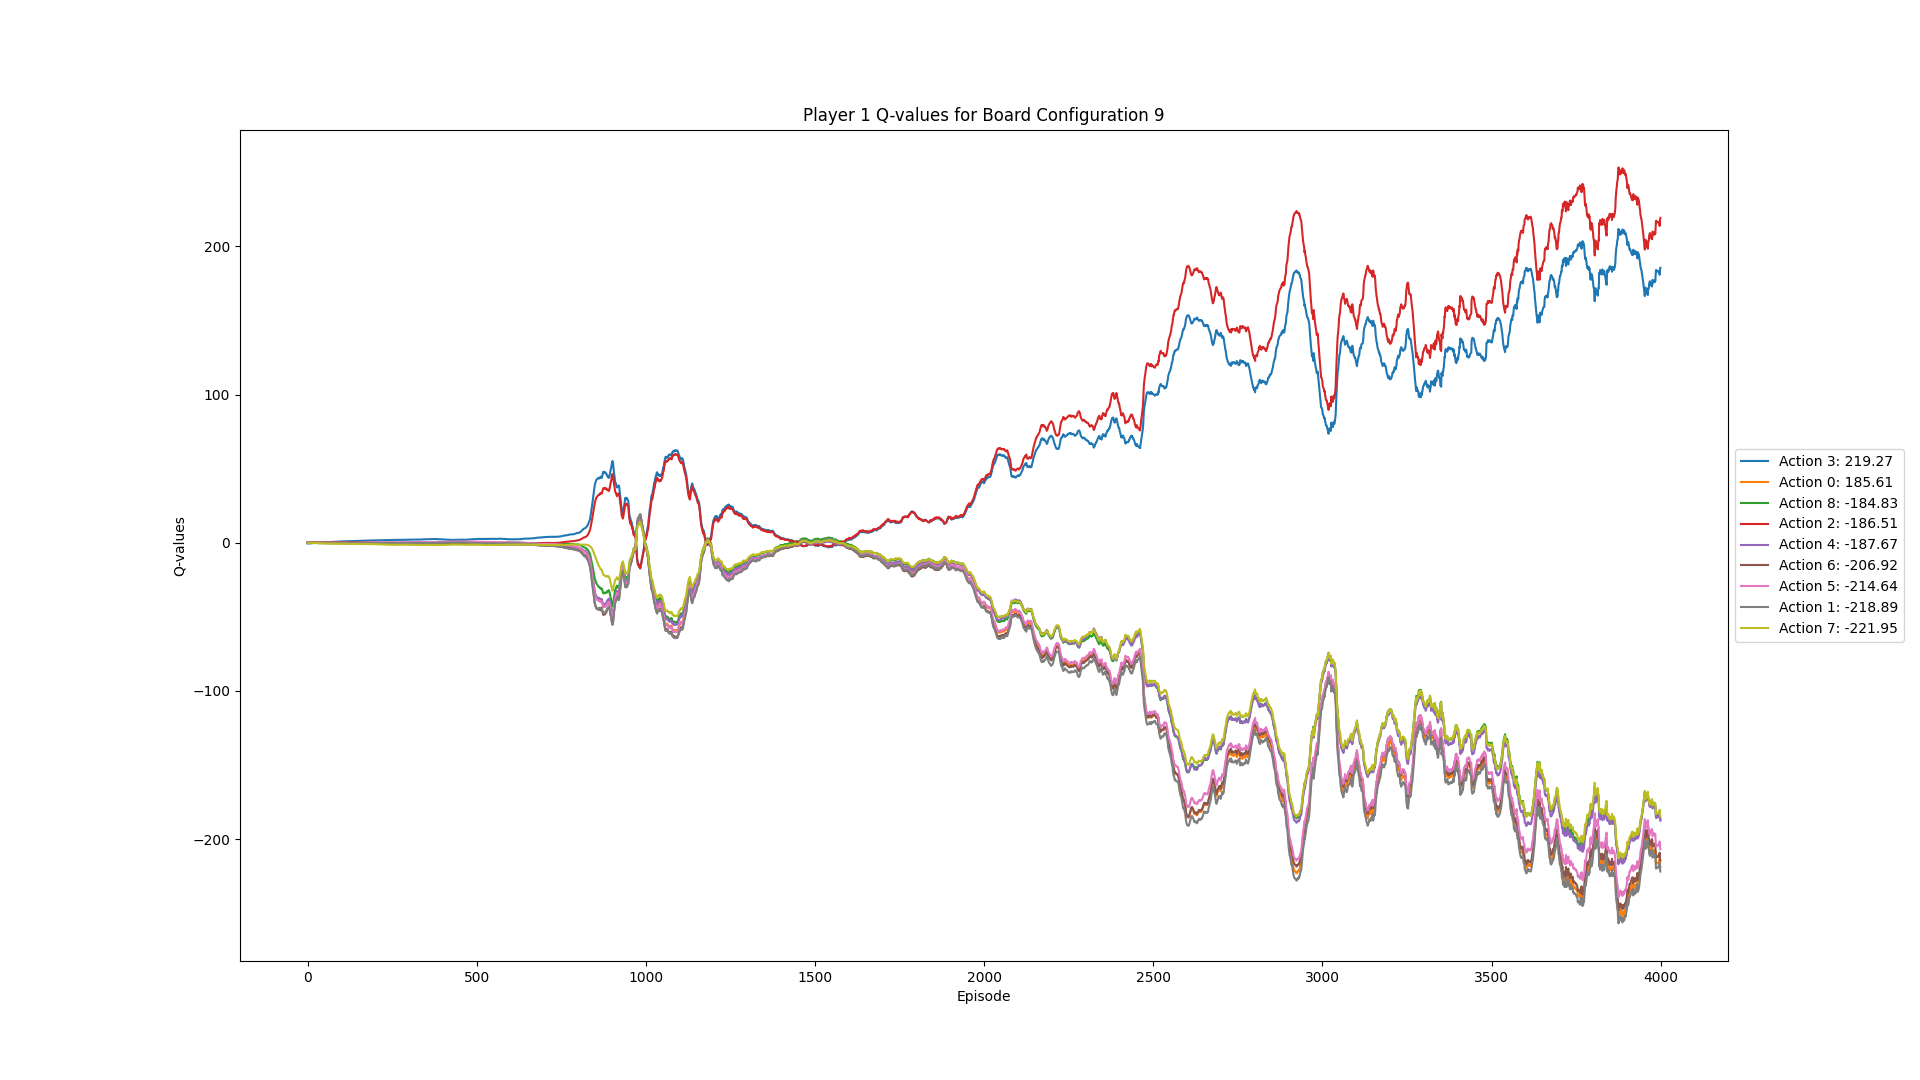 Player 1 Q-values for Board Configuration 9
200
100
0
−100
−200
Q-values
0
500
1000
1500
2000
2500
3000
3500
4000
Episode
Action 3: 219.27
Action 0: 185.61
Action 8: -184.83
Action 2: -186.51
Action 4: -187.67
Action 6: -206.92
Action 5: -214.64
Action 1: -218.89
Action 7: -221.95